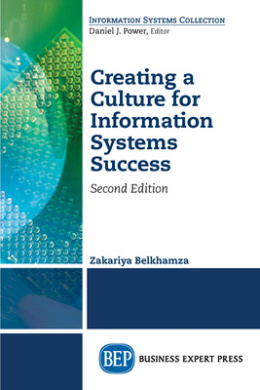 INFORMATION SYSTEMS COLLECTION
Daniel J. Power, Editor
Creating a
Culture for
Information
Systems
Success
Second Edition
Zakariya Belkhamza
BEP BUSINESS EXPERT PRESS